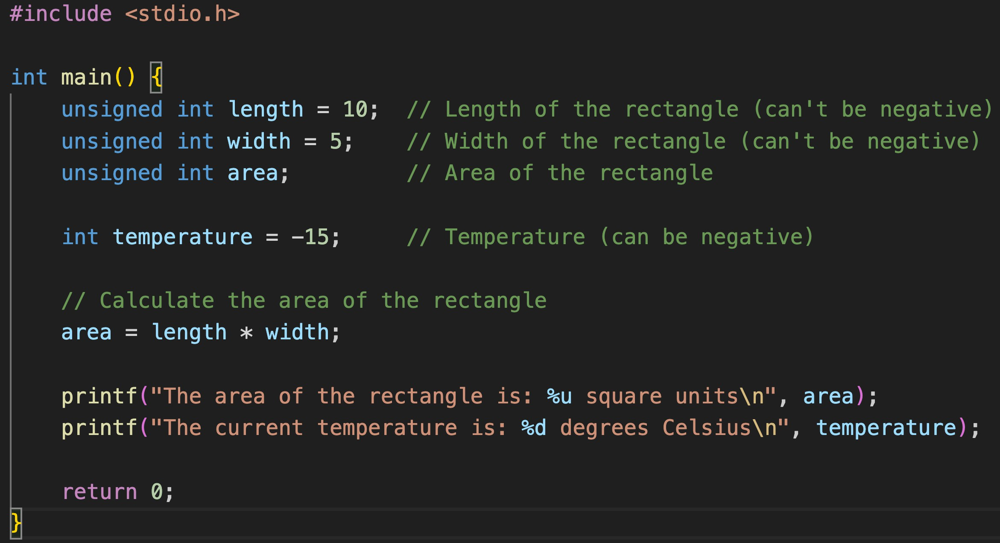 #include <stdio.h>
int main() {
    unsigned int length = 10;  // Length of the rectangle (can't be negative)
    unsigned int width = 5;    // Width of the rectangle (can't be negative)
    unsigned int area;         // Area of the rectangle
    int temperature = -15;     // Temperature (can be negative)
    // Calculate the area of the rectangle
    area = length * width;
    printf("The area of the rectangle is: %u square units\n", area);
    printf("The current temperature is: %d degrees Celsius\n", temperature);
    return 0;
}